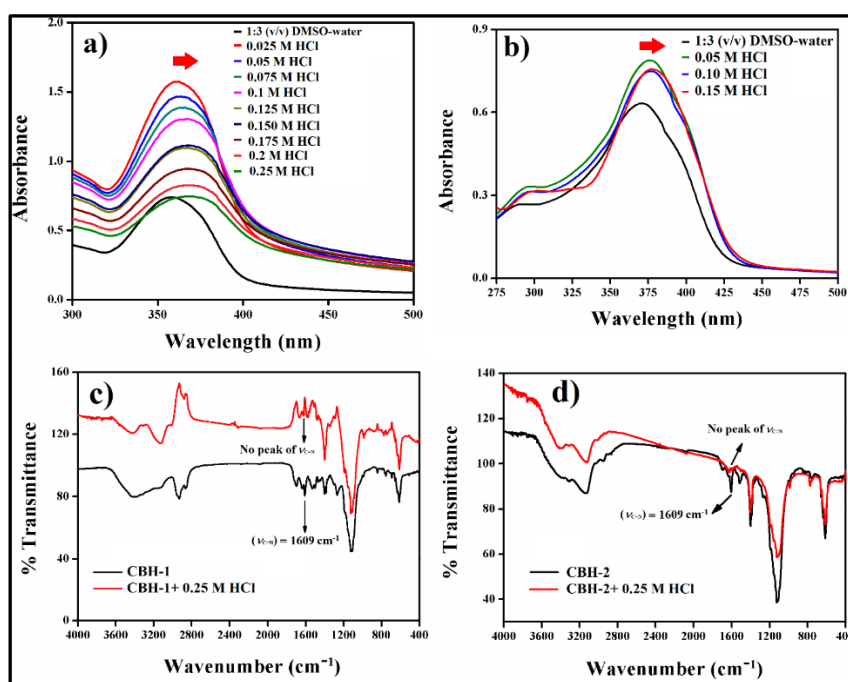 a)
1:3 (v/v) DMSO-water
0.025 M HCl
0.05 M HCl
0.075 M HCl
0.1 M HCl
0.125 M HCl
0.150 M HCl
0.175 M HCl
0.2 M HCl
0.25 M HCl
2.0
1.5
1.0
0.5
0.0
Absorbance
300 350 400 450 500
Wavelength (nm)
b)
1:3 (v/v) DMSO-water
0.05 M HCl
0.10 M HCl
0.15 M HCl
0.9
0.6
0.3
0.0
Absorbance
275 300 325 350 375 400 425 450 475 500
Wavelength (nm)
c)
160
120
80
40
% Transmittance
No peak of νC=N
(νC=N) = 1609 cm⁻¹
CBH-1
CBH-1+ 0.25 M HCl
4000 3600 3200 2800 2400 2000 1600 1200 800 400
Wavenumber (cm⁻¹)
d)
140
120
100
80
60
40
% Transmittance
No peak of νC=N
(νC=N) = 1609 cm⁻¹
CBH-2
CBH-2+ 0.25 M HCl
4000 3600 3200 2800 2400 2000 1600 1200 800 400
Wavenumber (cm⁻¹)